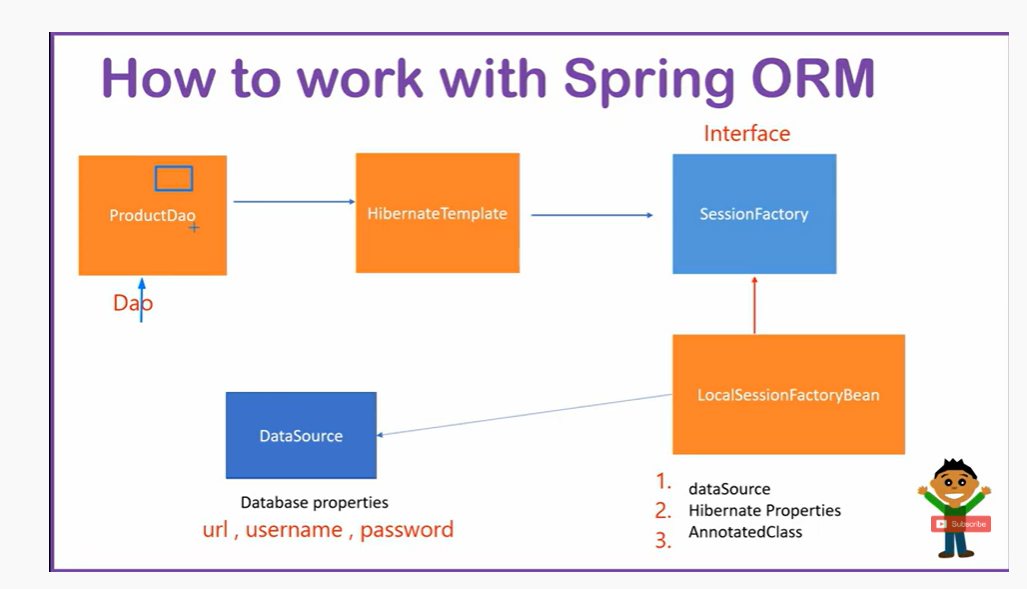 How to work with Spring ORM
Interface
ProductDao
HibernateTemplate
SessionFactory
Dao
LocalSessionFactoryBean
DataSource
Database properties
url , username , password
1. dataSource
2. Hibernate Properties
3. AnnotatedClass
Subscribe